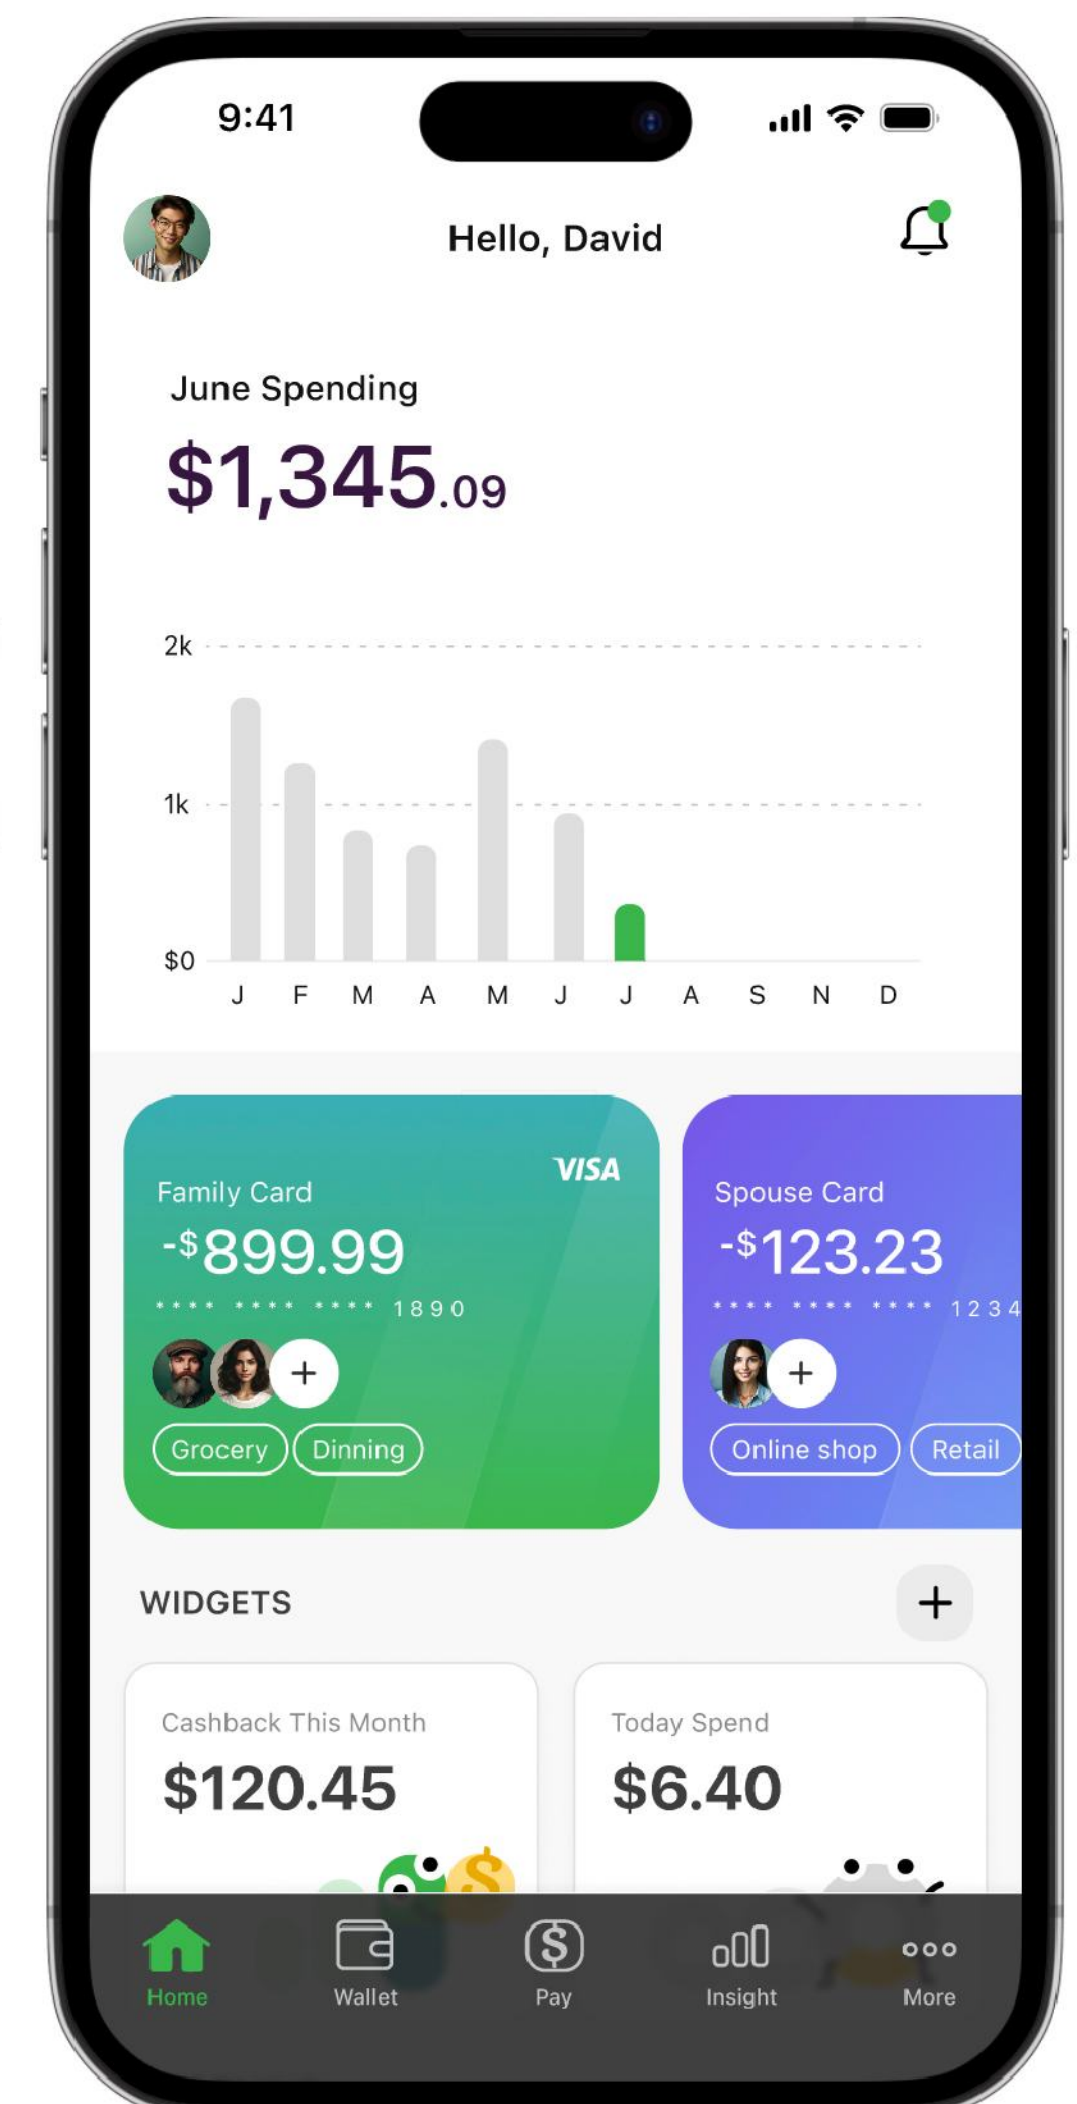 9:41
Hello, David
June Spending
$1,345.09
2k
1k
$0
J F M A M J J A S N D
VISA
Family Card
-$899.99
**** **** **** 1890
Grocery Dinning
Spouse Card
-$123.23
**** **** **** 1234
Online shop Retail
WIDGETS
Cashback This Month
$120.45
Today Spend
$6.40
Home Wallet Pay Insight More